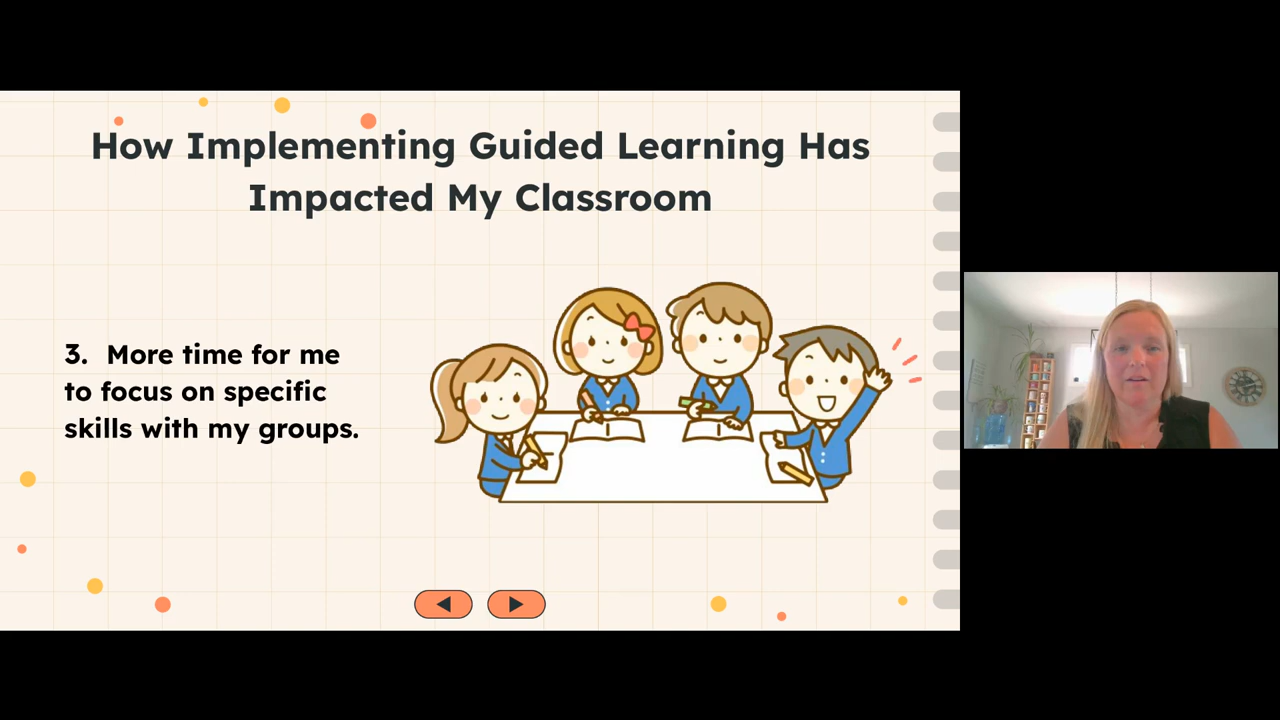 How Implementing Guided Learning Has
Impacted My Classroom
3. More time for me
to focus on specific
skills with my groups.